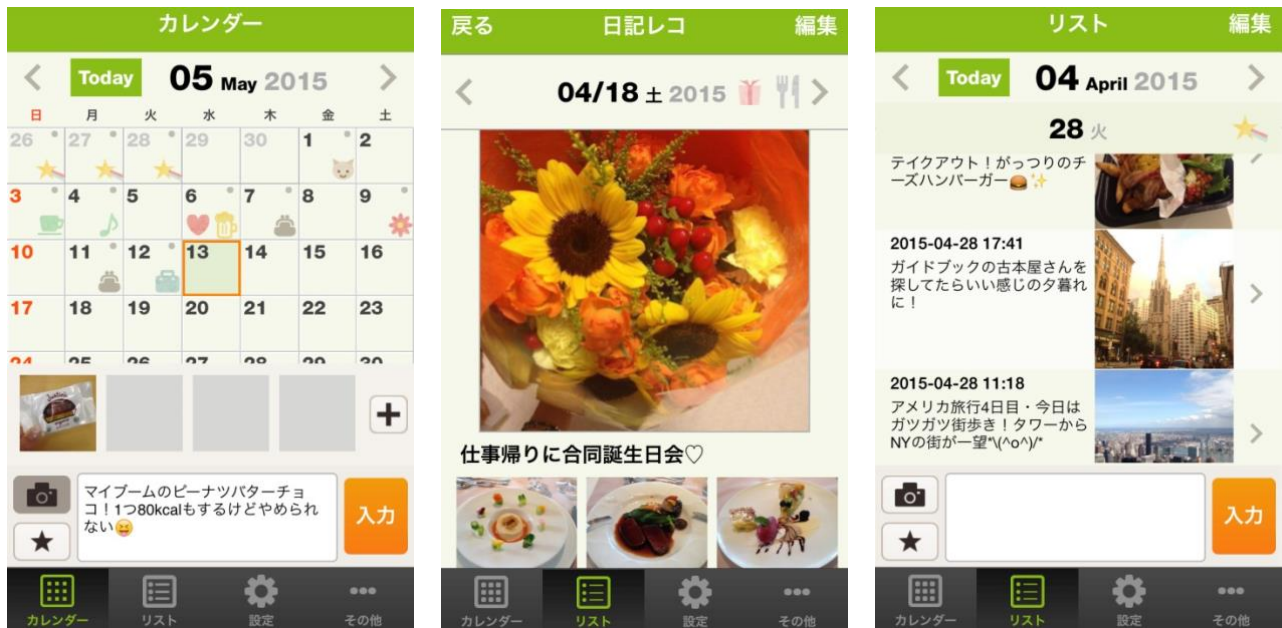 カレンダー
Today 05 May 2015
日 月 火 水 木 金 土
26 27 28 29 30 1 2
3 4 5 6 7 8 9
10 11 12 13 14 15 16
17 18 19 20 21 22 23
24 25 26 27 28 29 30
マイブームのピーナツバターチョ
コ！1つ80kcalもするけどやめられ
ない😝
入力
カレンダー リスト 設定 その他
戻る 日記レコ 編集
04/18 土 2015
仕事帰りに合同誕生日会♡
カレンダー リスト 設定 その他
リスト 編集
Today 04 April 2015
28 火
テイクアウト！がっつりのチ
ーズハンバーガー🍔✨
2015-04-28 17:41
ガイドブックの古本屋さんを
探してたらいい感じの夕暮れ
に！
2015-04-28 11:18
アメリカ旅行4日目・今日は
ガツガツ街歩き！タワーから
NYの街が一望*\(^o^)/*
入力
カレンダー リスト 設定 その他